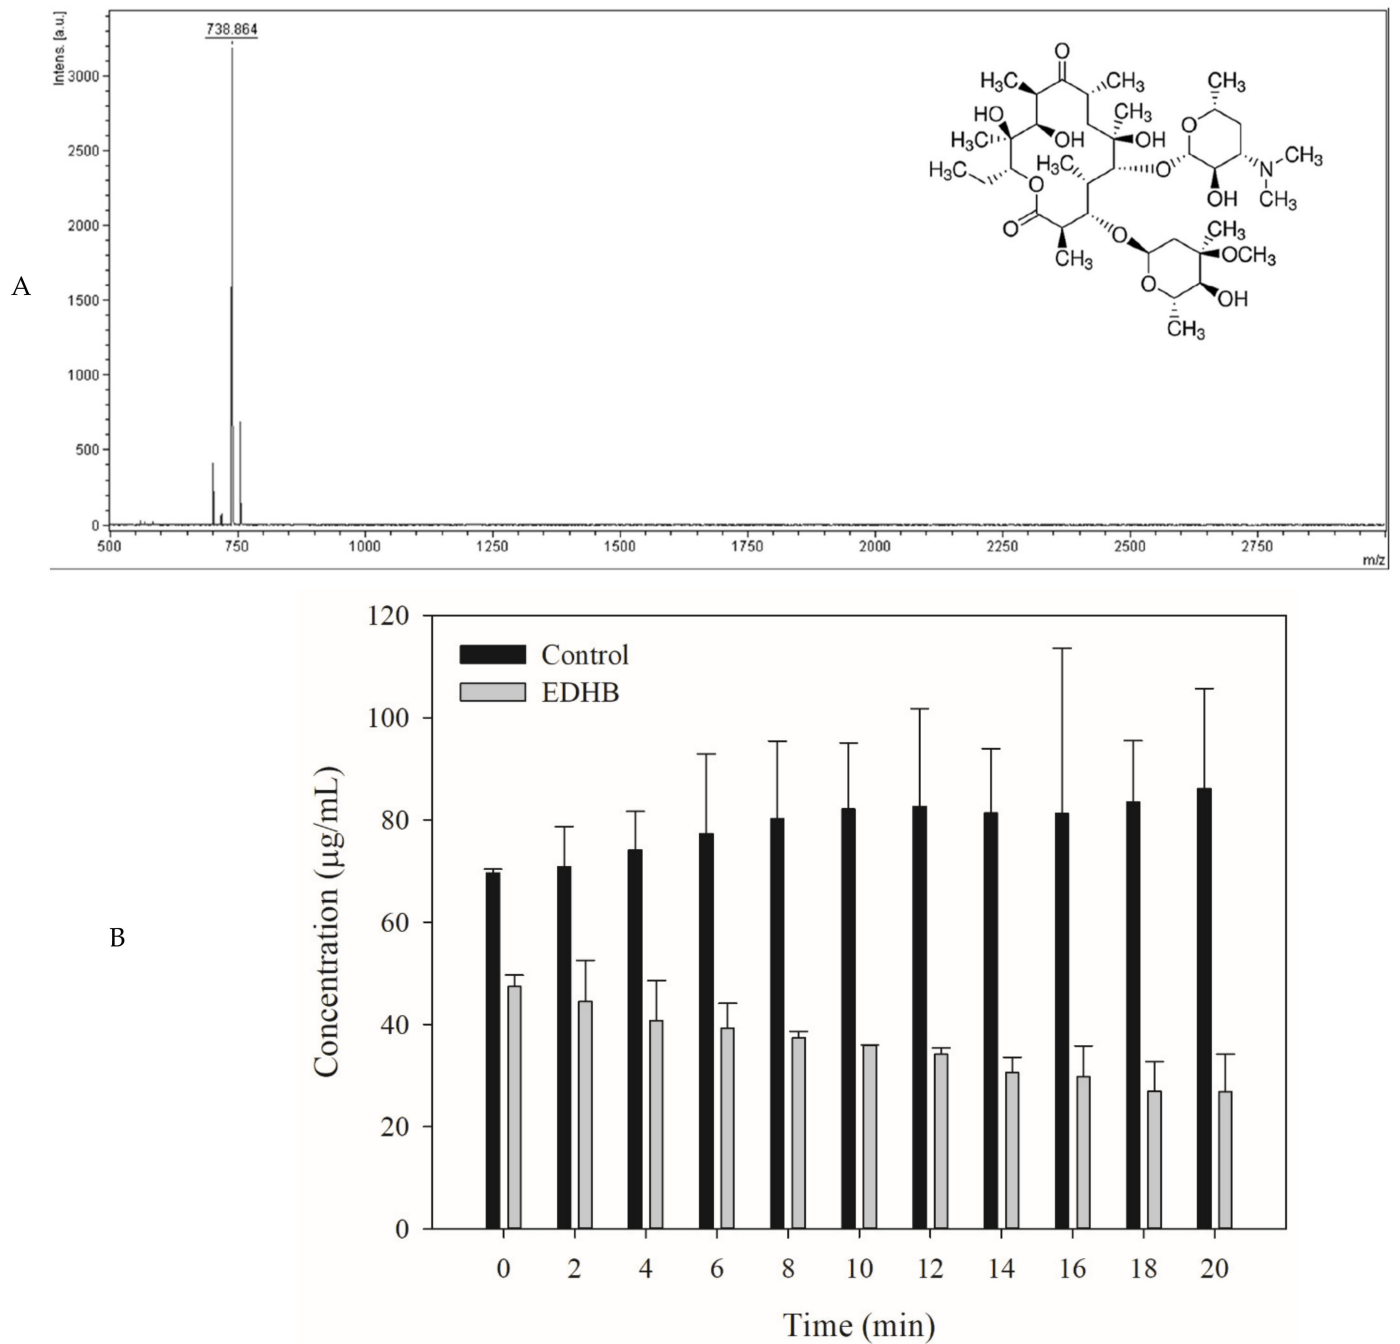 A
Intens. [a.u.]
738.864
3000
2500
2000
1500
1000
500
0
500 750 1000 1250 1500 1750 2000 2250 2500 2750
m/z
O
H₃C CH₃
HO CH₃
H₃C OH OH
H₃C
H₃C O
O
O CH₃
O
CH₃
O N CH₃
OH CH₃
O CH₃
OCH₃
O OH
CH₃
B
120
100
80
60
40
20
0
Control
EDHB
Concentration (µg/mL)
0 2 4 6 8 10 12 14 16 18 20
Time (min)